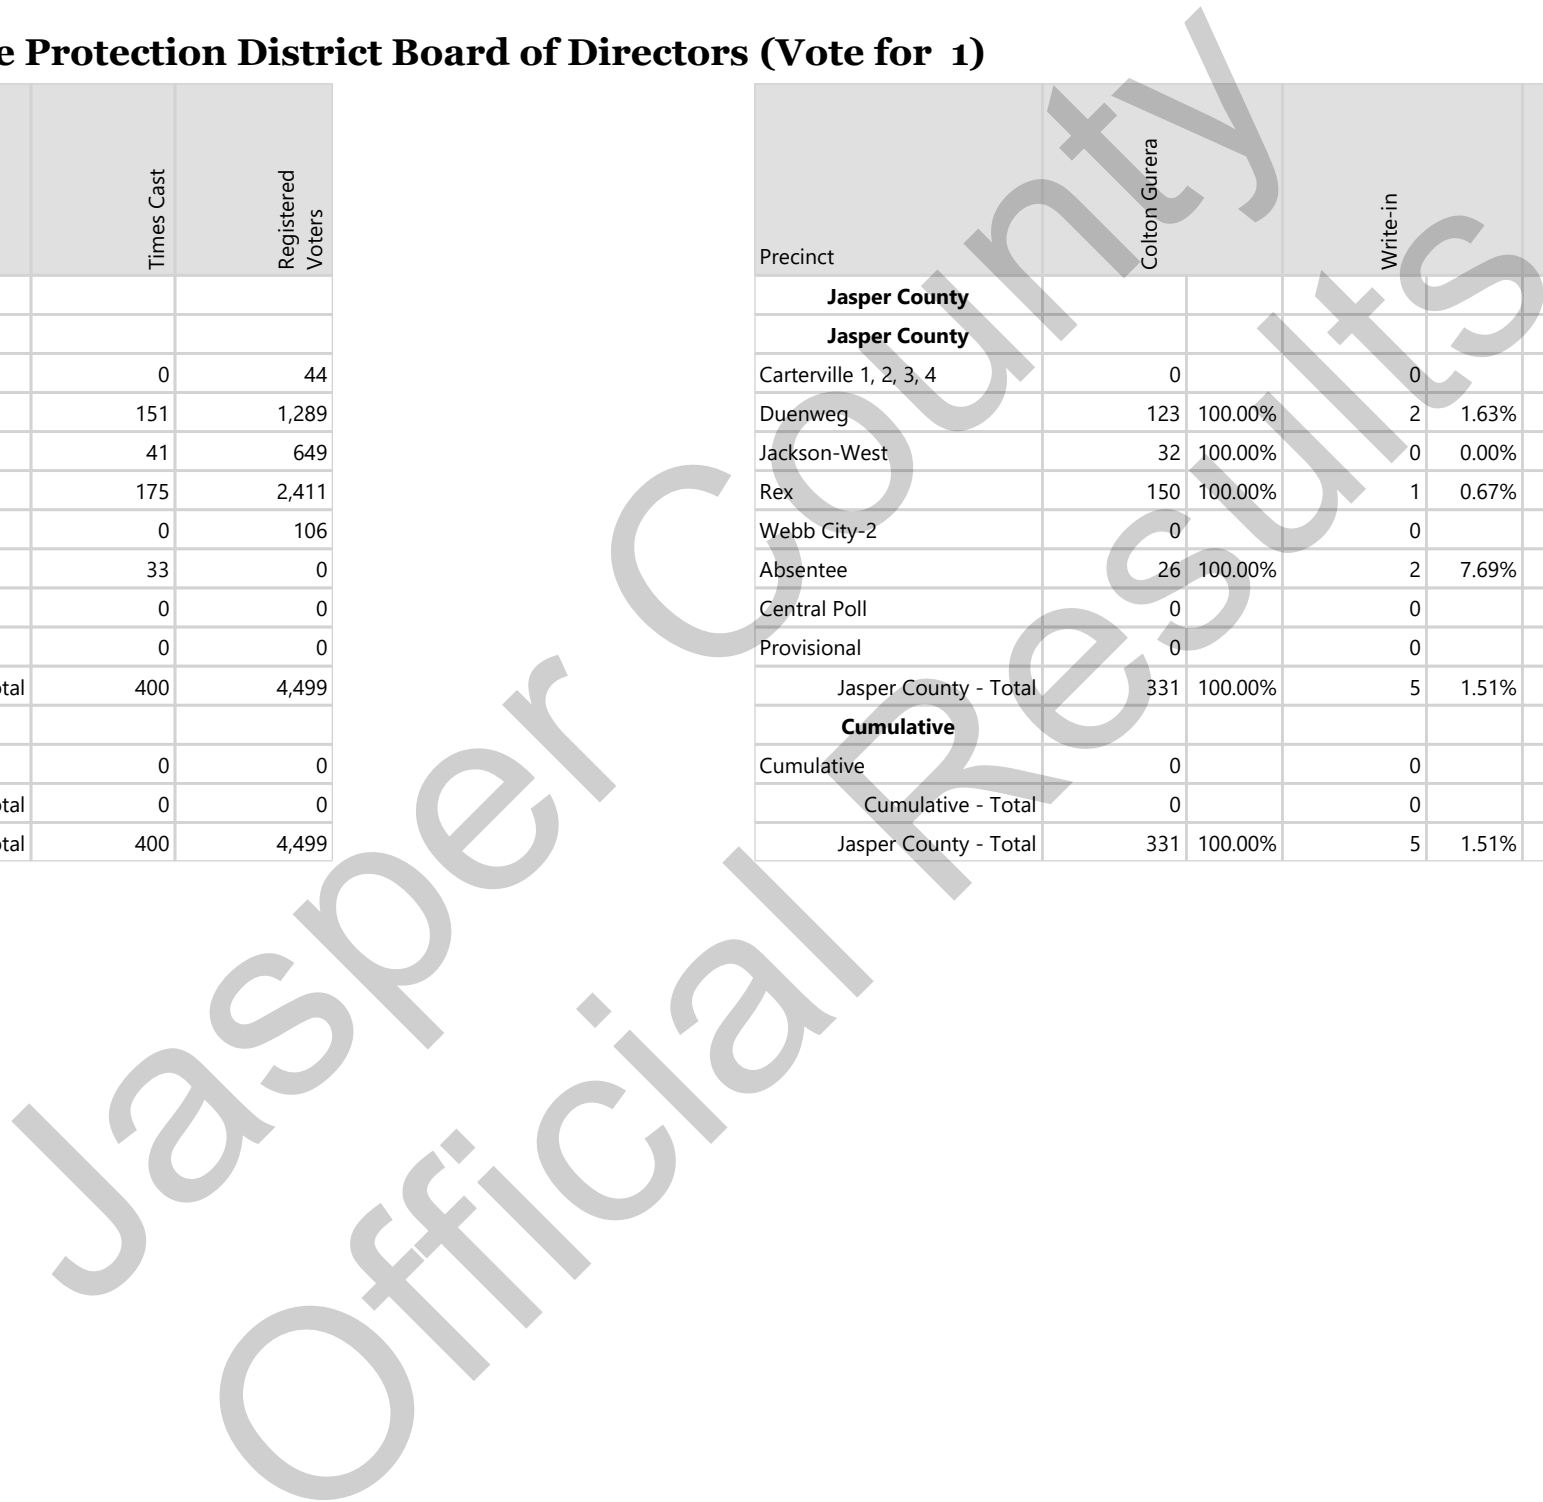 e Protection District Board of Directors (Vote for 1)
Times Cast Registered Voters
0 44
151 1,289
41 649
175 2,411
0 106
33 0
0 0
0 0
400 4,499
0 0
0 0
400 4,499
Precinct Colton Gurera Write-in
Jasper County
Jasper County
Carterville 1, 2, 3, 4 0 0
Duenweg 123 100.00% 2 1.63%
Jackson-West 32 100.00% 0 0.00%
Rex 150 100.00% 1 0.67%
Webb City-2 0 0
Absentee 26 100.00% 2 7.69%
Central Poll 0 0
Provisional 0 0
Jasper County - Total 331 100.00% 5 1.51%
Cumulative
Cumulative 0 0
Cumulative - Total 0 0
Jasper County - Total 331 100.00% 5 1.51%
Jasper County
Official Results